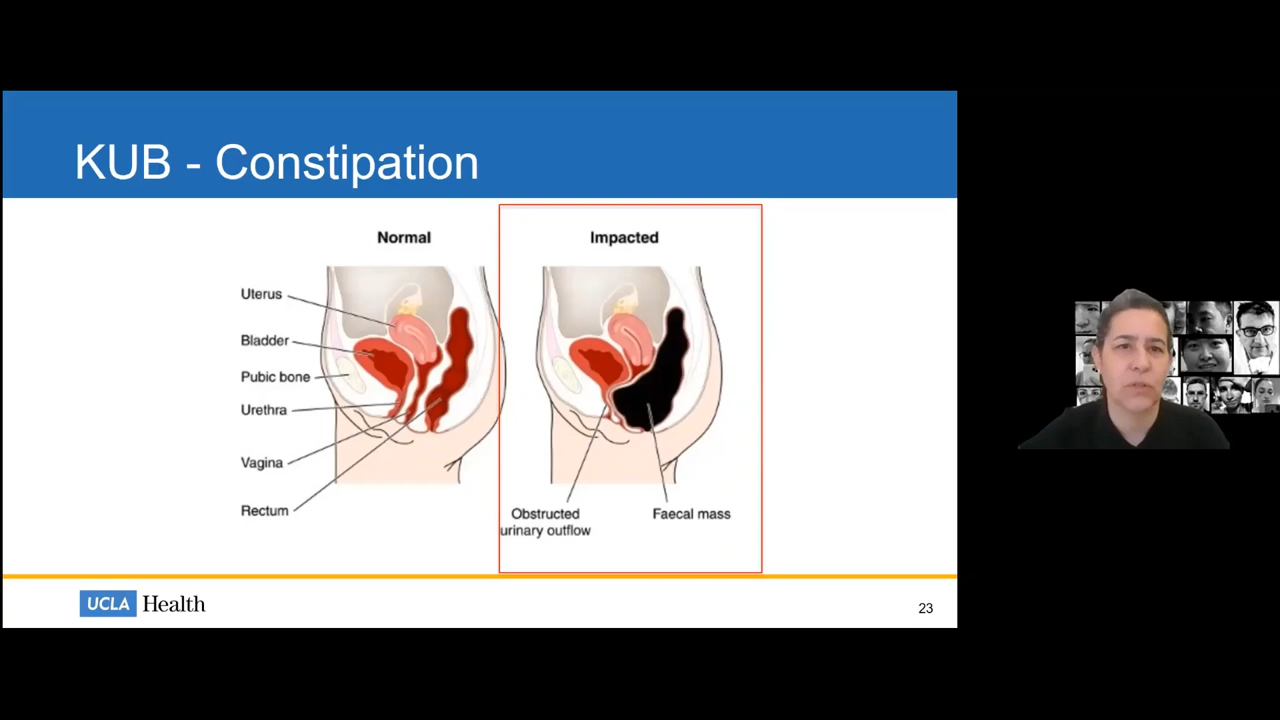 KUB - Constipation
Normal
Uterus
Bladder
Pubic bone
Urethra
Vagina
Rectum
Impacted
Obstructed
urinary outflow
Faecal mass
UCLA Health
23